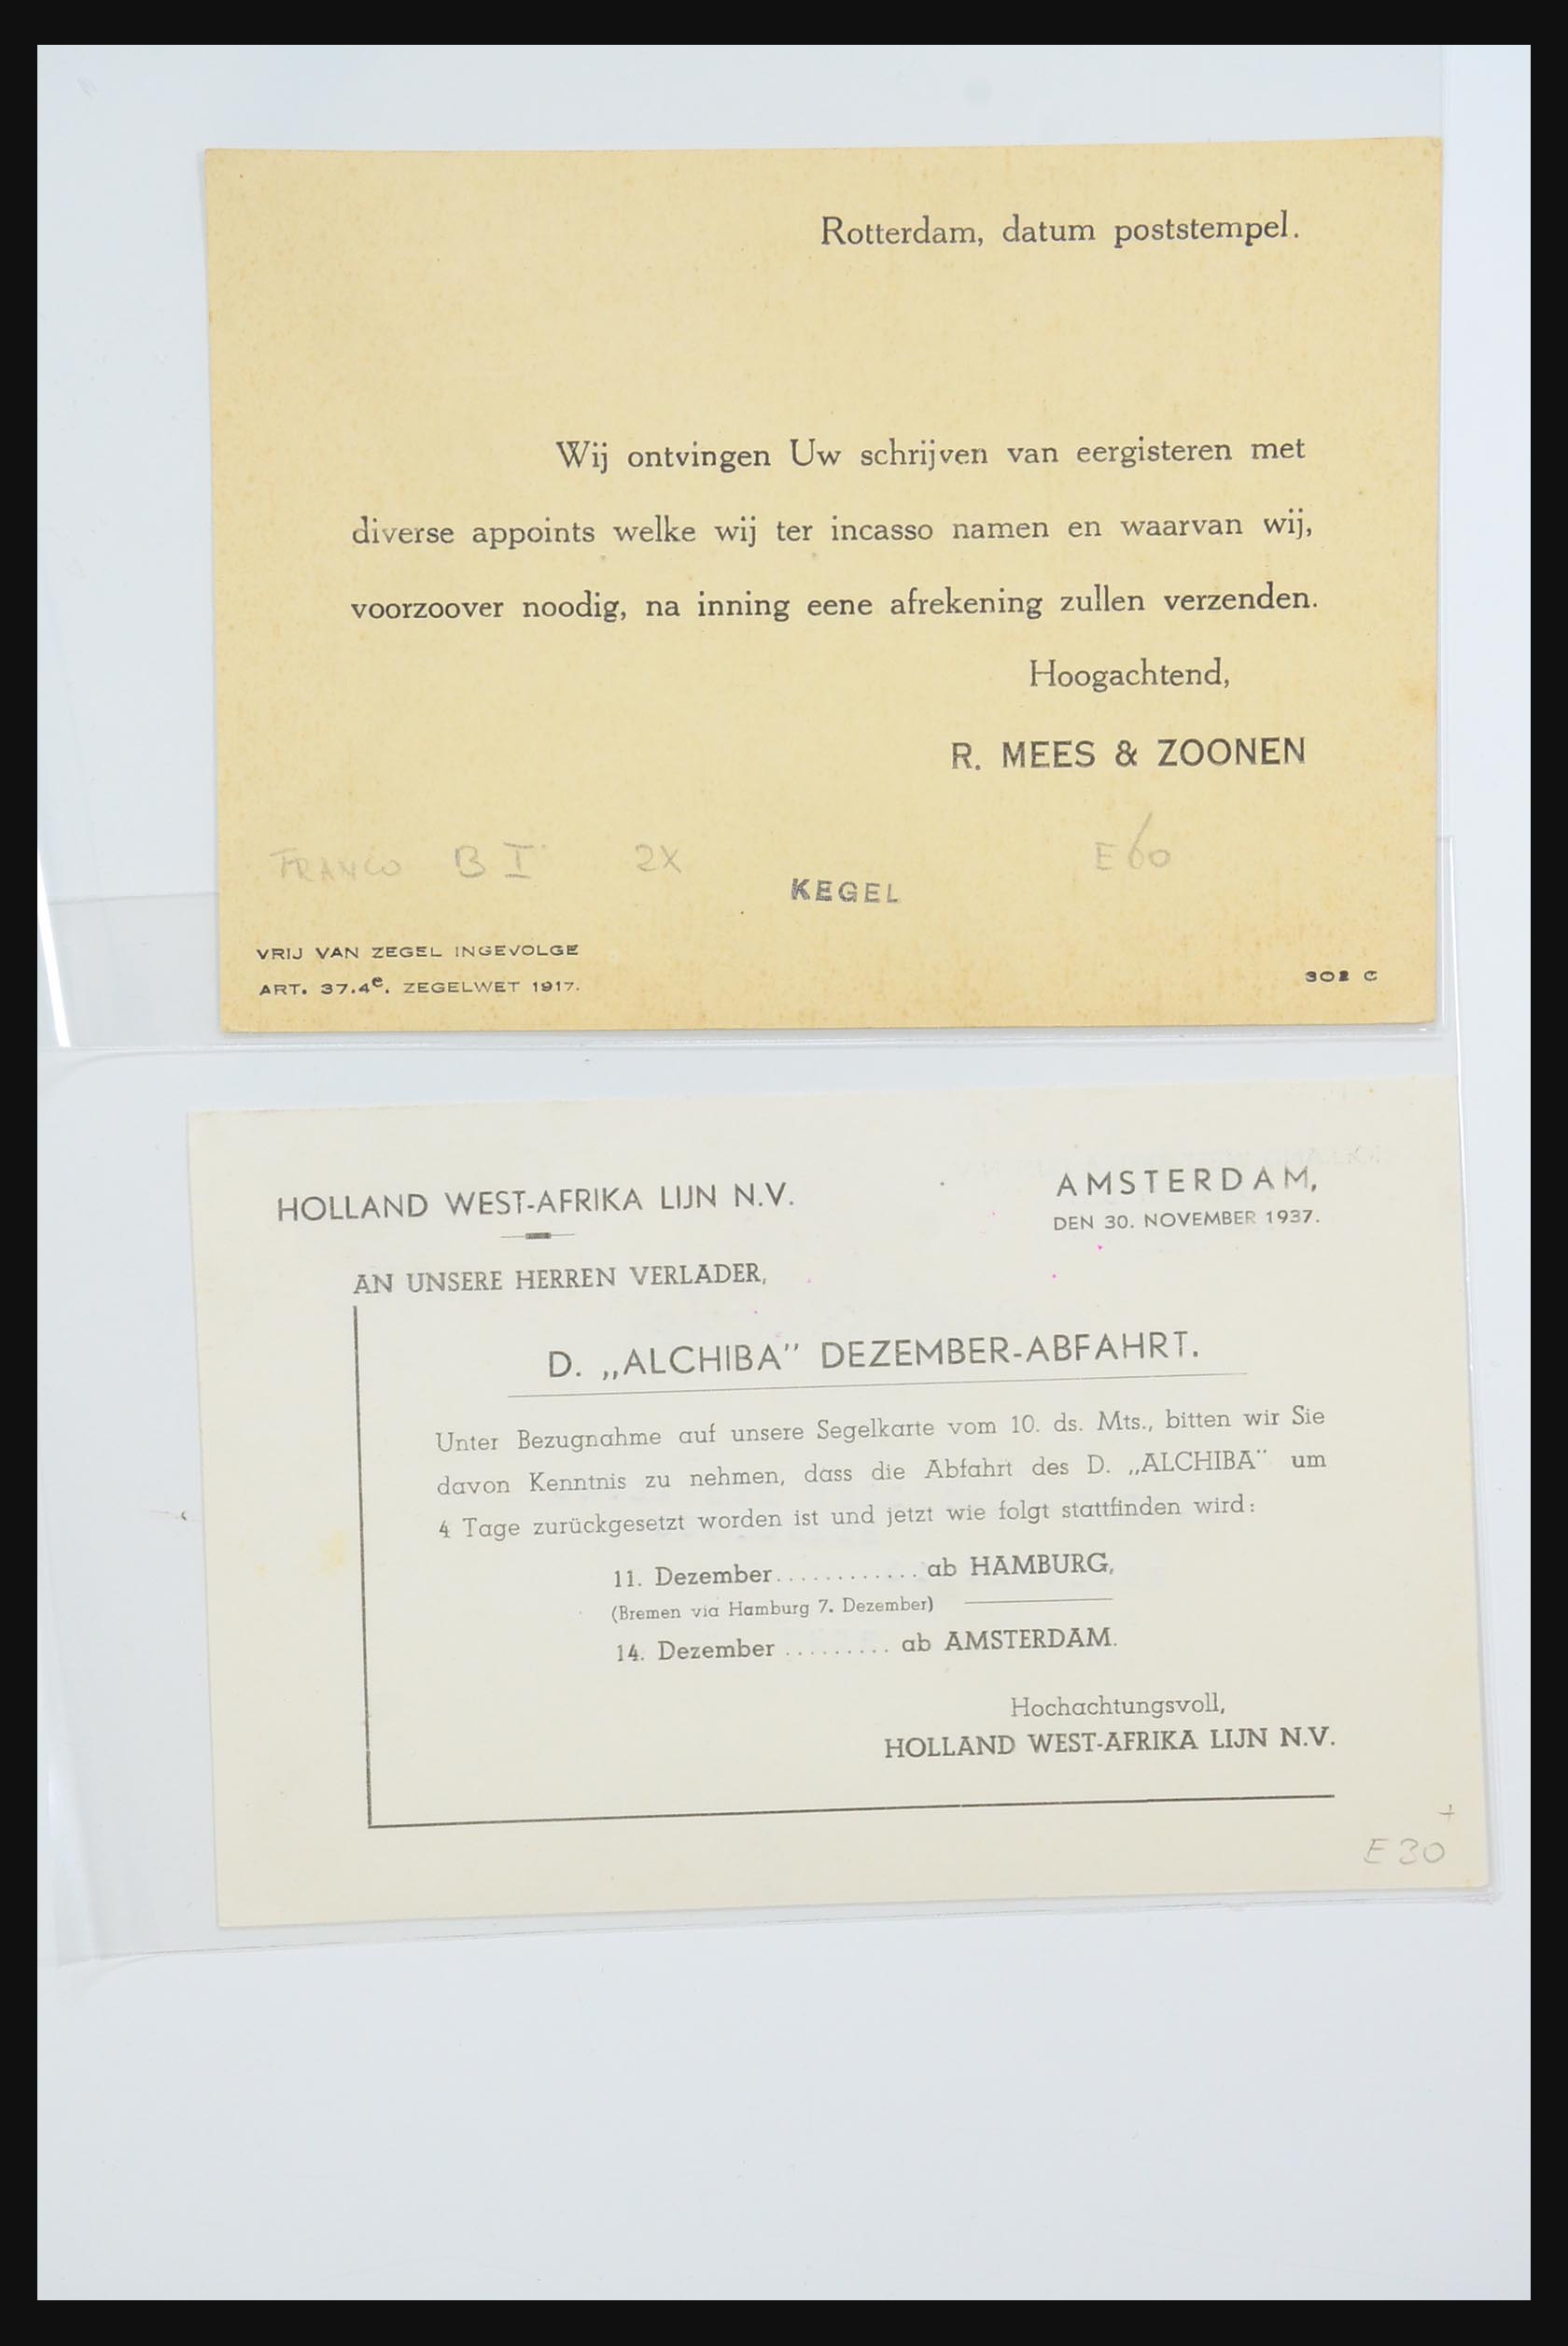 Rotterdam, datum poststempel.
Wij ontvingen Uw schrijven van eergisteren met
diverse appoints welke wij ter incasso namen en waarvan wij,
voorzoover noodig, na inning eene afrekening zullen verzenden.
Hoogachtend,
R. MEES & ZOONEN
FRANCO B I 2X E 60
KEGEL
VRIJ VAN ZEGEL INGEVOLGE
ART. 37.4e. ZEGELWET 1917.
302 C
HOLLAND WEST-AFRIKA LIJN N.V.
AMSTERDAM,
DEN 30. NOVEMBER 1937.
AN UNSERE HERREN VERLADER,
D. „ALCHIBA” DEZEMBER-ABFAHRT.
Unter Bezugnahme auf unsere Segelkarte vom 10. ds. Mts., bitten wir Sie
davon Kenntnis zu nehmen, dass die Abfahrt des D. „ALCHIBA” um
4 Tage zurückgesetzt worden ist und jetzt wie folgt stattfinden wird:
11. Dezember............ ab HAMBURG,
(Bremen via Hamburg 7. Dezember)
14. Dezember ......... ab AMSTERDAM.
Hochachtungsvoll,
HOLLAND WEST-AFRIKA LIJN N.V.
E 30